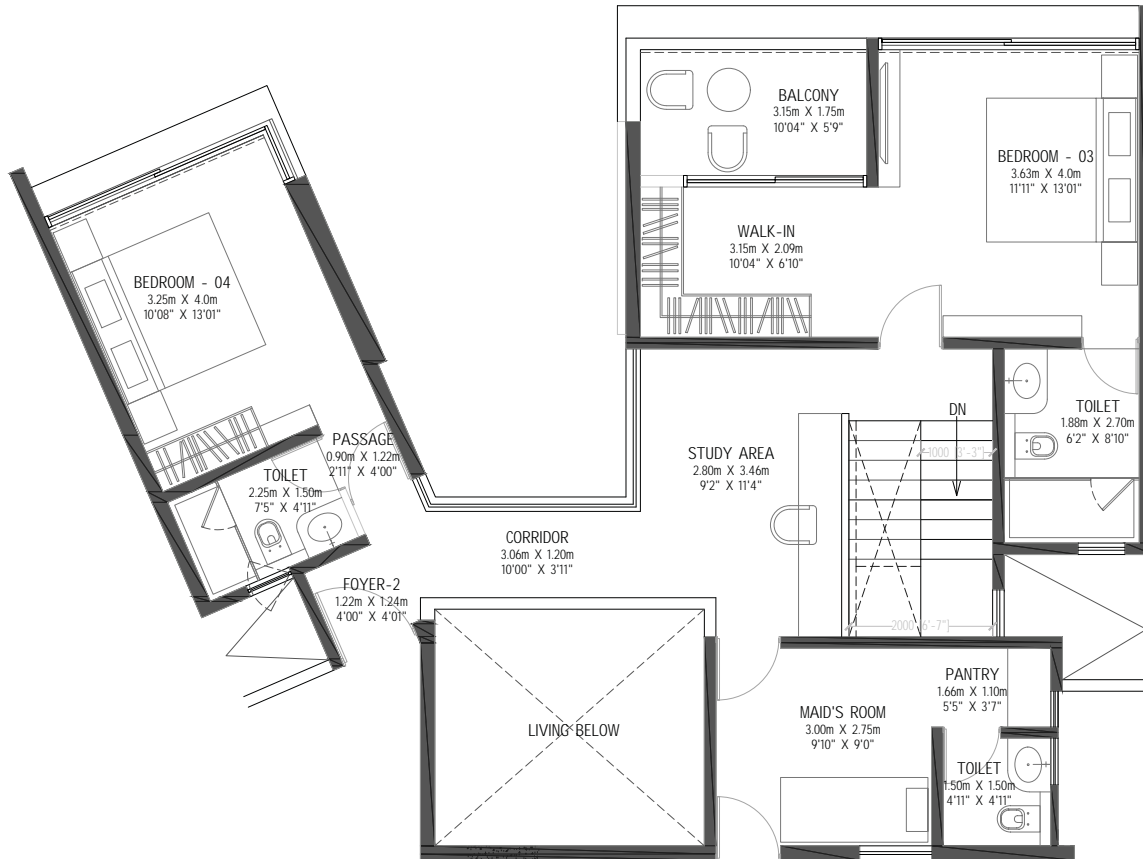 BALCONY
3.15m X 1.75m
10'04" X 5'9"
BEDROOM - 03
3.63m X 4.0m
11'11" X 13'01"
WALK-IN
3.15m X 2.09m
10'04" X 6'10"
BEDROOM - 04
3.25m X 4.0m
10'08" X 13'01"
TOILET
1.88m X 2.70m
6'2" X 8'10"
DN
1000 [3'-3"]
PASSAGE
0.90m X 1.22m
2'11" X 4'00"
STUDY AREA
2.80m X 3.46m
9'2" X 11'4"
TOILET
2.25m X 1.50m
7'5" X 4'11"
CORRIDOR
3.06m X 1.20m
10'00" X 3'11"
FOYER-2
1.22m X 1.24m
4'00" X 4'01"
2000 [6'-7"]
PANTRY
1.66m X 1.10m
5'5" X 3'7"
MAID'S ROOM
3.00m X 2.75m
9'10" X 9'0"
LIVING BELOW
TOILET
1.50m X 1.50m
4'11" X 4'11"